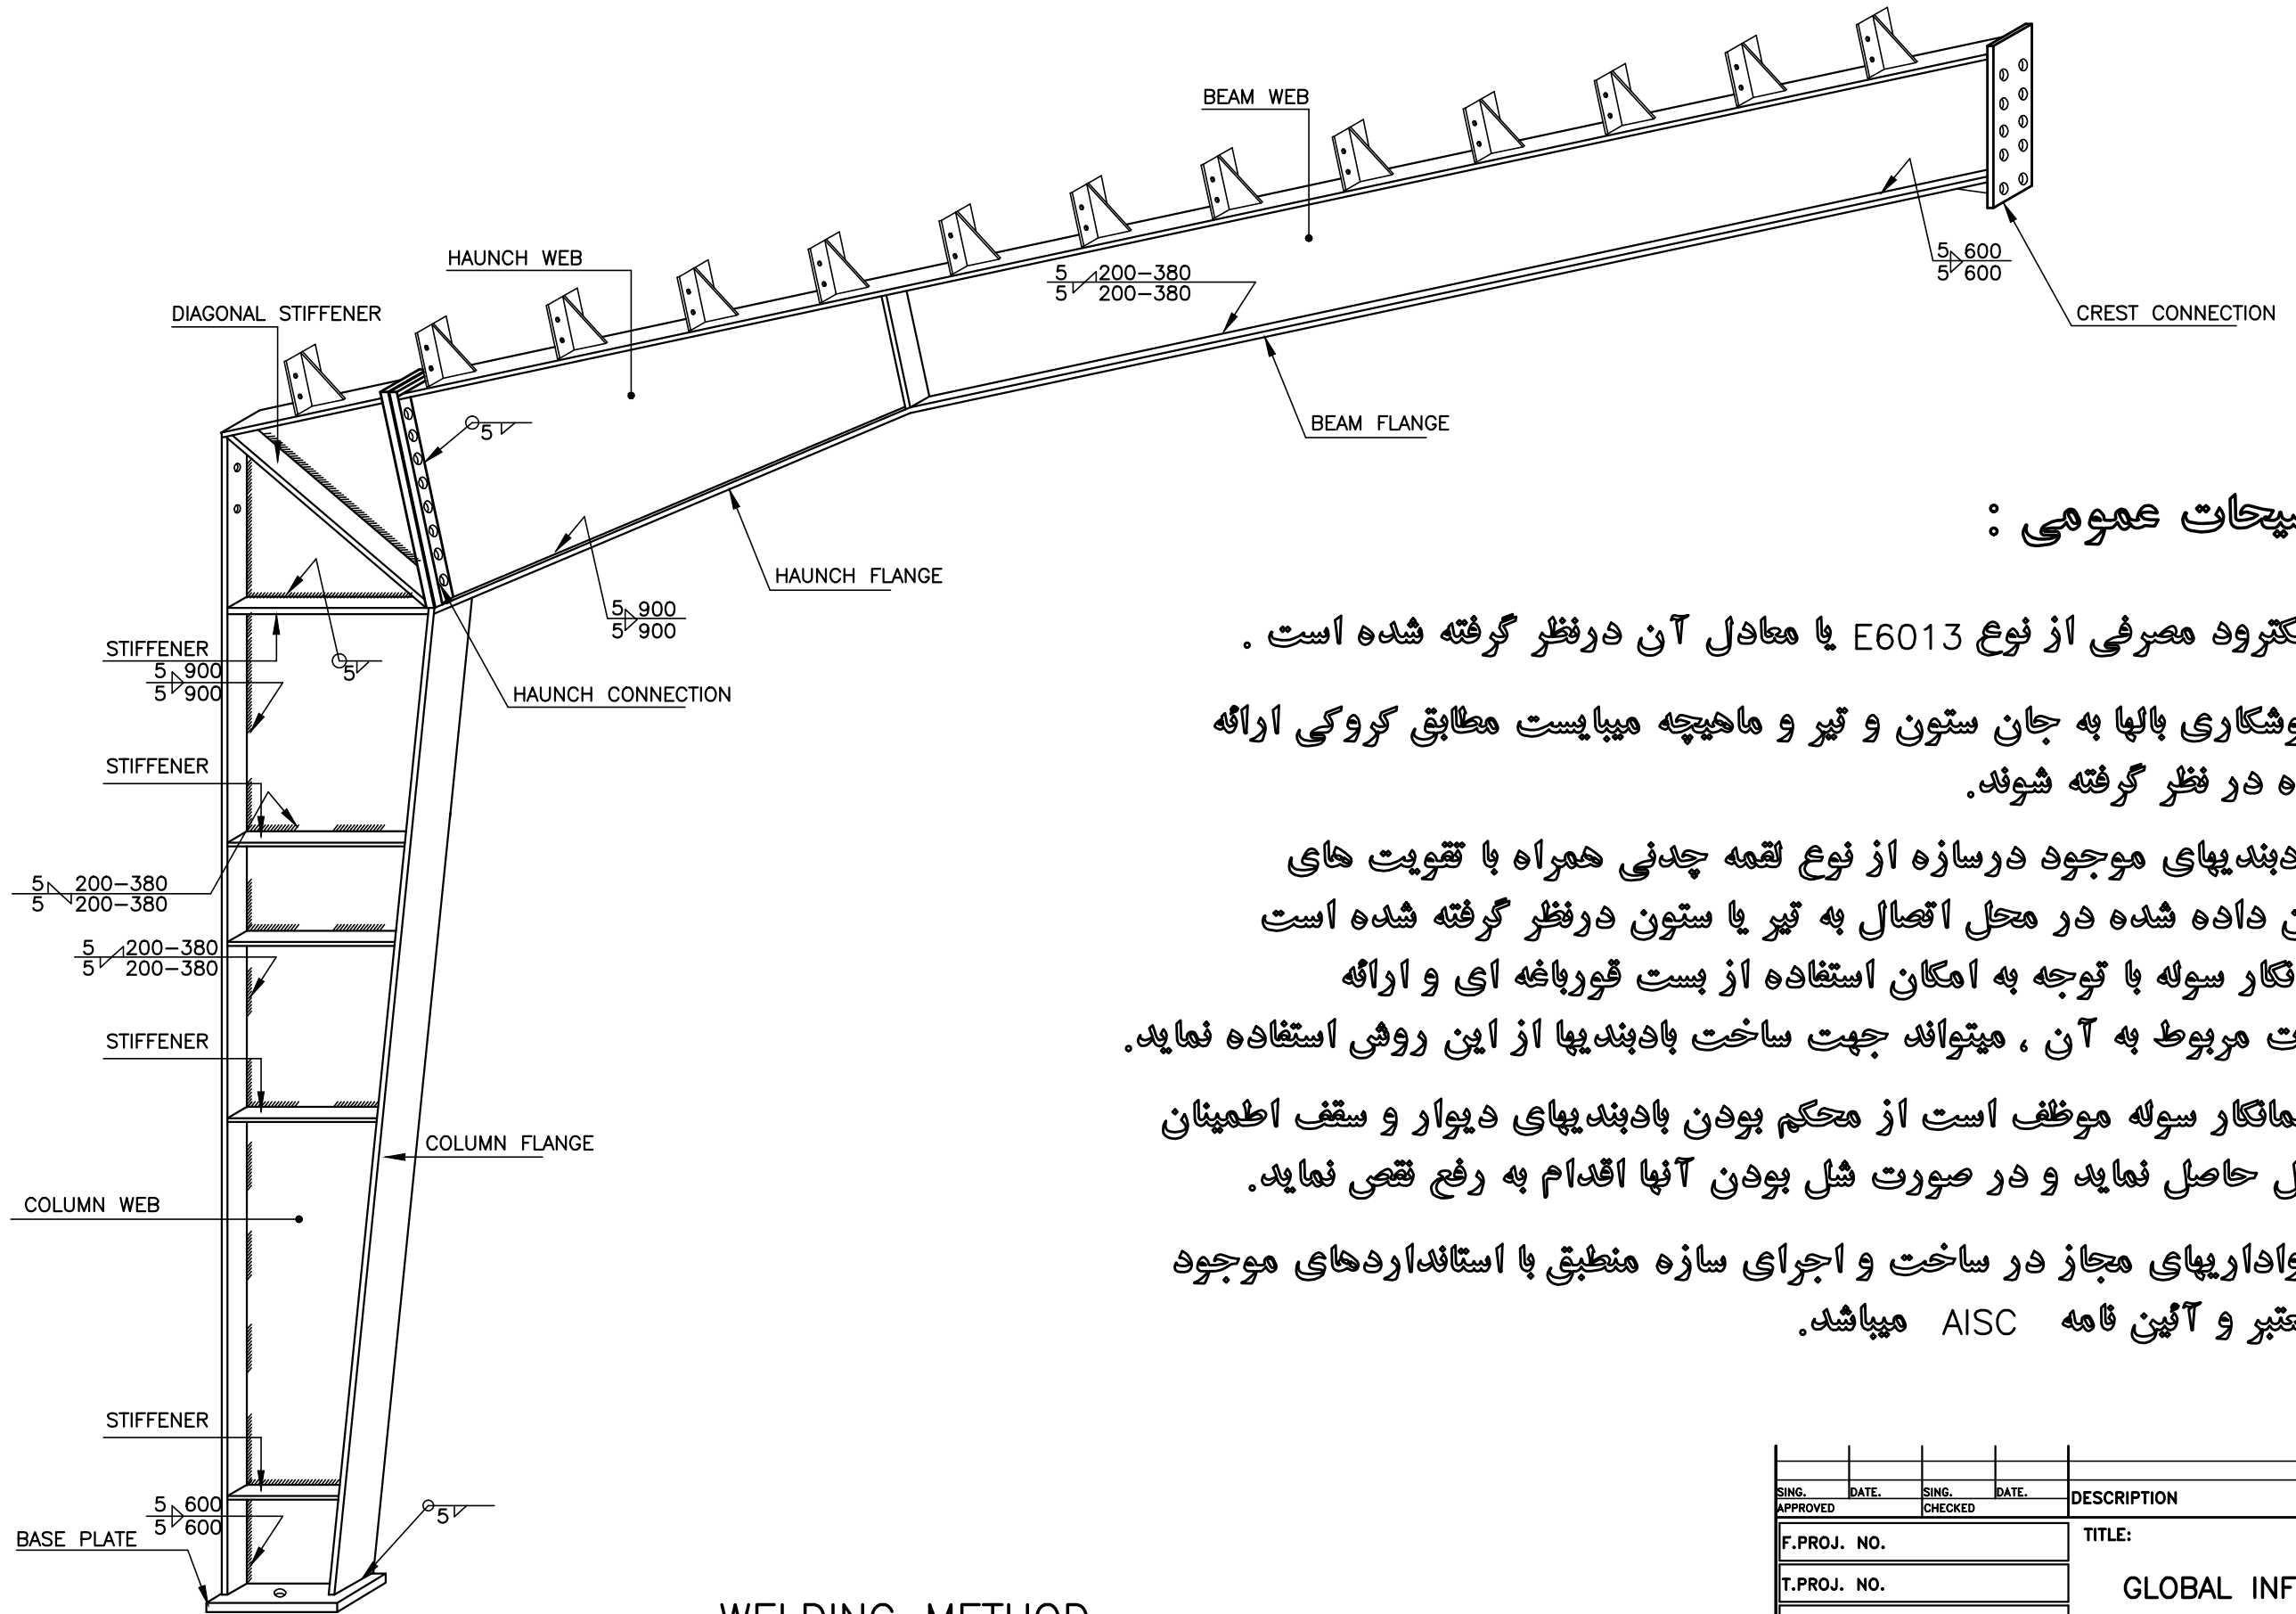 BEAM WEB
HAUNCH WEB
5 600
5 600
5 200-380
5 200-380
DIAGONAL STIFFENER
CREST CONNECTION
BEAM FLANGE
5
HAUNCH FLANGE
5 900
5 900
STIFFENER
5 900
5 900
5
HAUNCH CONNECTION
STIFFENER
5 200-380
5 200-380
5 200-380
5 200-380
STIFFENER
COLUMN FLANGE
COLUMN WEB
STIFFENER
5 600
5 600
5
BASE PLATE
WELDING METHOD
عمومی :
مصرفی از نوع E6013 یا معادل آن درنظر گرفته شده است .
بالها به جان ستون و تیر و ماهیچه میبایست مطابق کروکی ارائه
در نظر گرفته شوند.
موجود درسازه از نوع لقمه چدنی همراه با تقویت های
داده شده در محل اتصال به تیر یا ستون درنظر گرفته شده است
سوله با توجه به امکان استفاده از بست قورباغه ای و ارائه
مربوط به آن ، میتواند جهت ساخت بادبندیها از این روش استفاده نماید.
سوله موظف است از محکم بودن بادبندیهای دیوار و سقف اطمینان
حاصل نماید و در صورت شل بودن آنها اقدام به رفع نقص نماید.
مجاز در ساخت و اجرای سازه منطبق با استانداردهای موجود
و آئین نامه AISC میباشد.
SING. DATE. SING. DATE.
APPROVED CHECKED DESCRIPTION
F.PROJ. NO. TITLE:
T.PROJ. NO. GLOBAL INF